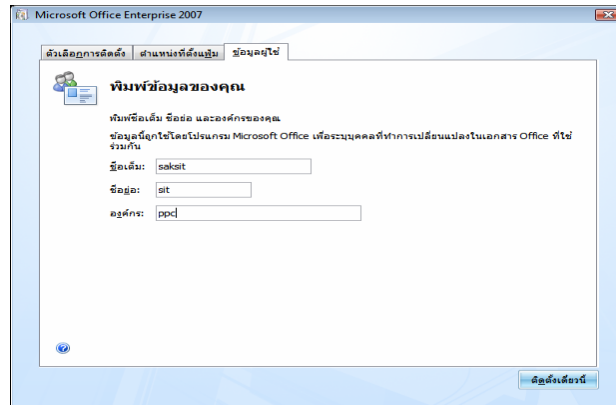 Microsoft Office Enterprise 2007
ตัวเลือกการติดตั้ง ตำแหน่งที่ตั้งแฟ้ม ข้อมูลผู้ใช้
พิมพ์ข้อมูลของคุณ
พิมพ์ชื่อเต็ม ชื่อย่อ และองค์กรของคุณ
ข้อมูลนี้ถูกใช้โดยโปรแกรม Microsoft Office เพื่อระบุบุคคลที่ทำการเปลี่ยนแปลงในเอกสาร Office ที่ใช้
ร่วมกัน
ชื่อเต็ม: saksit
ชื่อย่อ: sit
องค์กร: ppc
ติดตั้งเดี๋ยวนี้